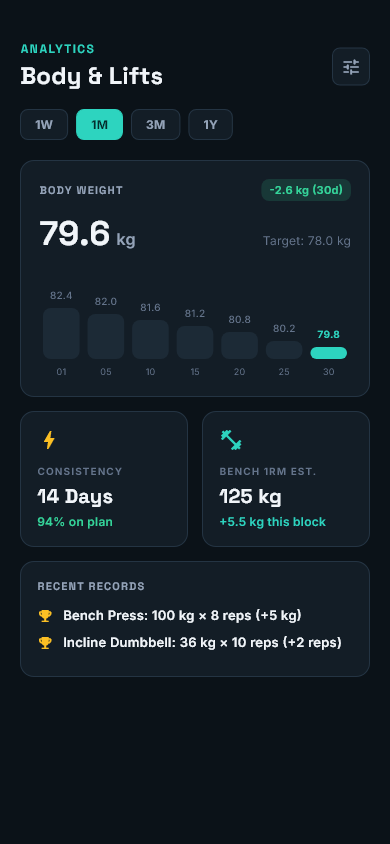 ANALYTICS
Body & Lifts
1W 1M 3M 1Y
BODY WEIGHT
-2.6 kg (30d)
79.6 kg
Target: 78.0 kg
82.4 82.0 81.6 81.2 80.8 80.2 79.8
01 05 10 15 20 25 30
CONSISTENCY
14 Days
94% on plan
BENCH 1RM EST.
125 kg
+5.5 kg this block
RECENT RECORDS
Bench Press: 100 kg × 8 reps (+5 kg)
Incline Dumbbell: 36 kg × 10 reps (+2 reps)